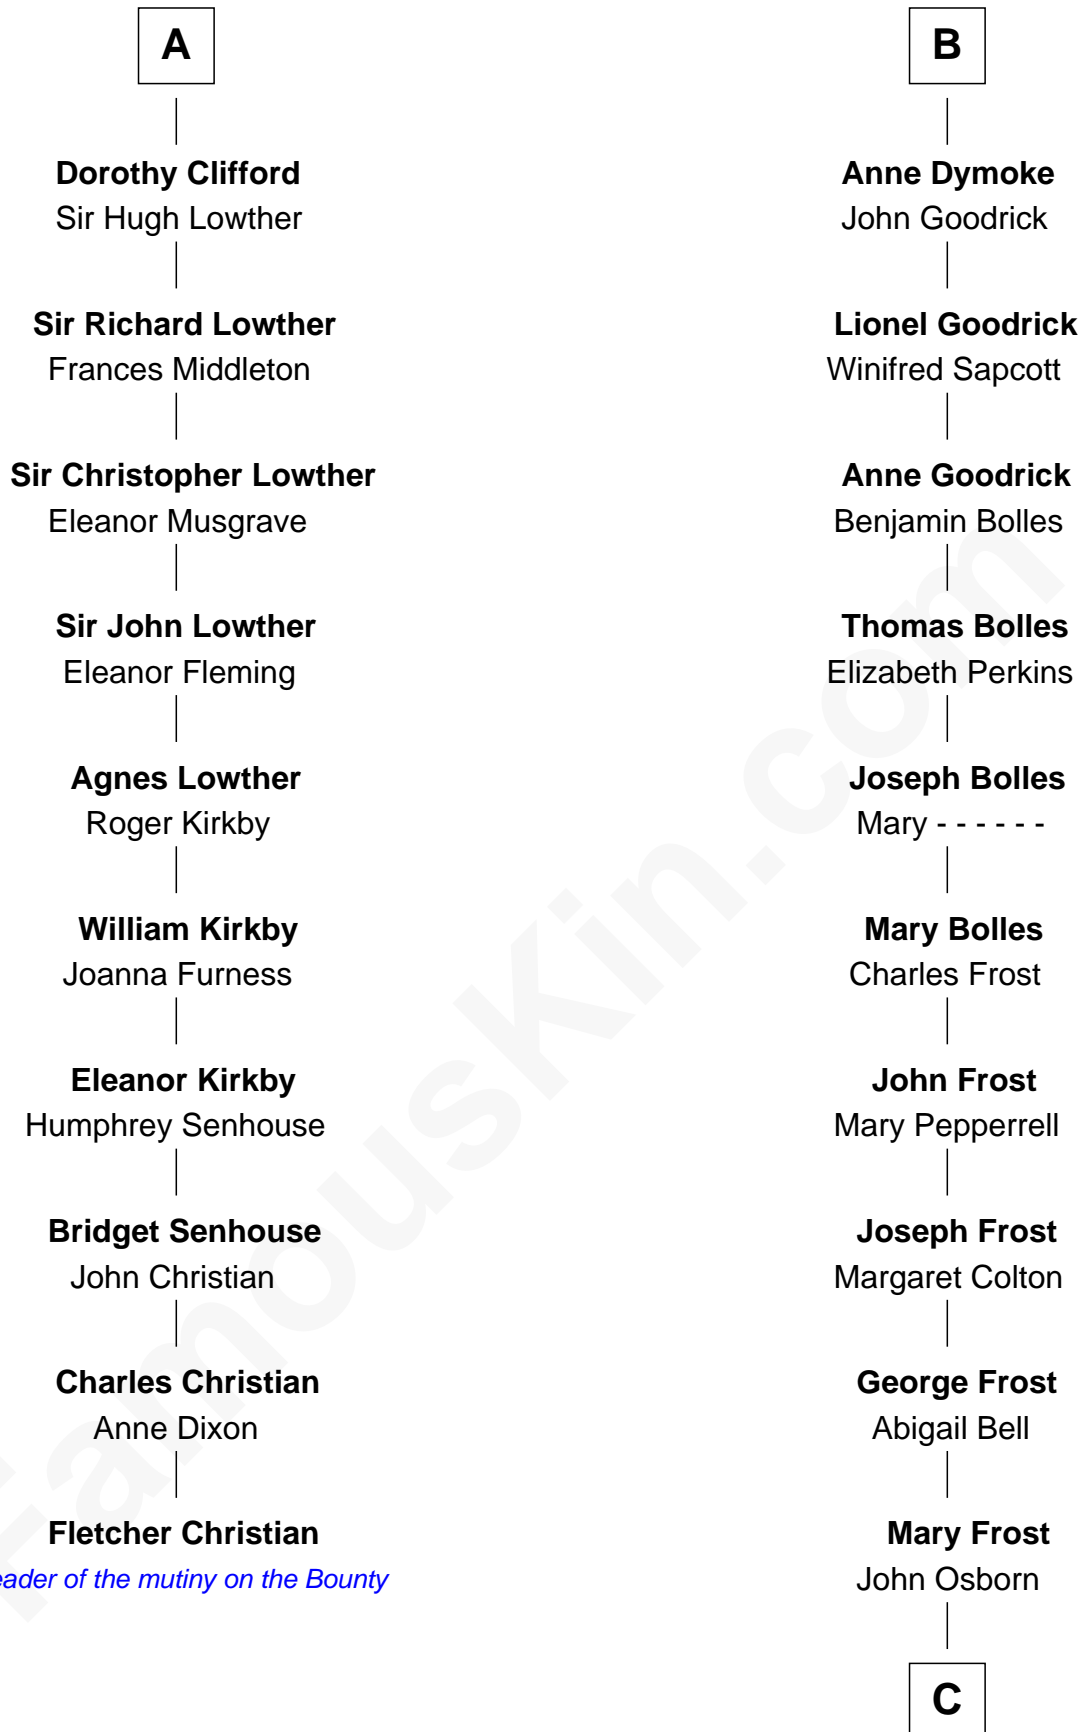 A
Dorothy Clifford
Sir Hugh Lowther
Sir Richard Lowther
Frances Middleton
Sir Christopher Lowther
Eleanor Musgrave
Sir John Lowther
Eleanor Fleming
Agnes Lowther
Roger Kirkby
William Kirkby
Joanna Furness
Eleanor Kirkby
Humphrey Senhouse
Bridget Senhouse
John Christian
Charles Christian
Anne Dixon
Fletcher Christian
eader of the mutiny on the Bounty
B
Anne Dymoke
John Goodrick
Lionel Goodrick
Winifred Sapcott
Anne Goodrick
Benjamin Bolles
Thomas Bolles
Elizabeth Perkins
Joseph Bolles
Mary - - - - - -
Mary Bolles
Charles Frost
John Frost
Mary Pepperrell
Joseph Frost
Margaret Colton
George Frost
Abigail Bell
Mary Frost
John Osborn
C
FamousKin.com